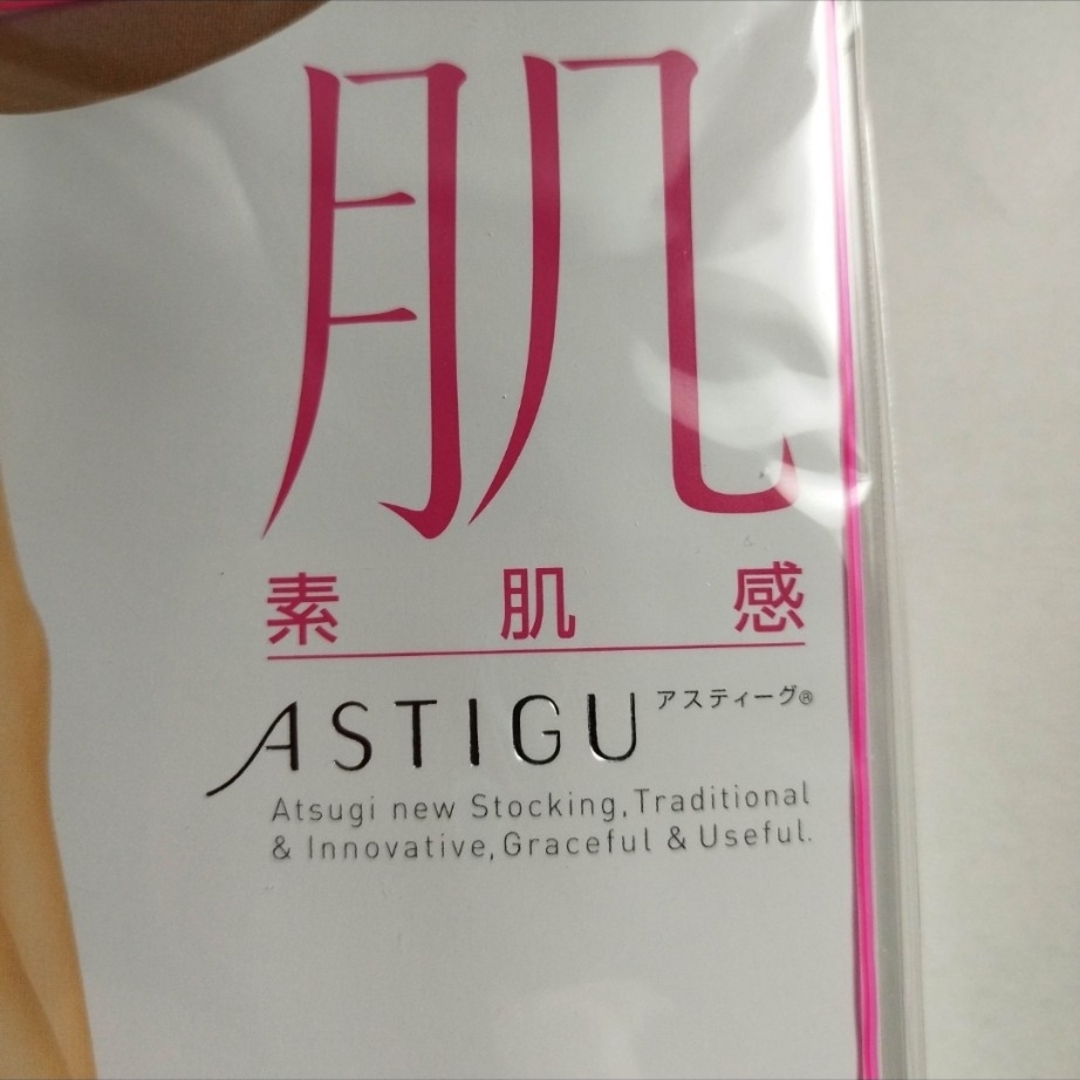 肌
素肌感
ASTIGU アスティーグ®
Atsugi new Stocking,Traditional
& Innovative,Graceful & Useful.